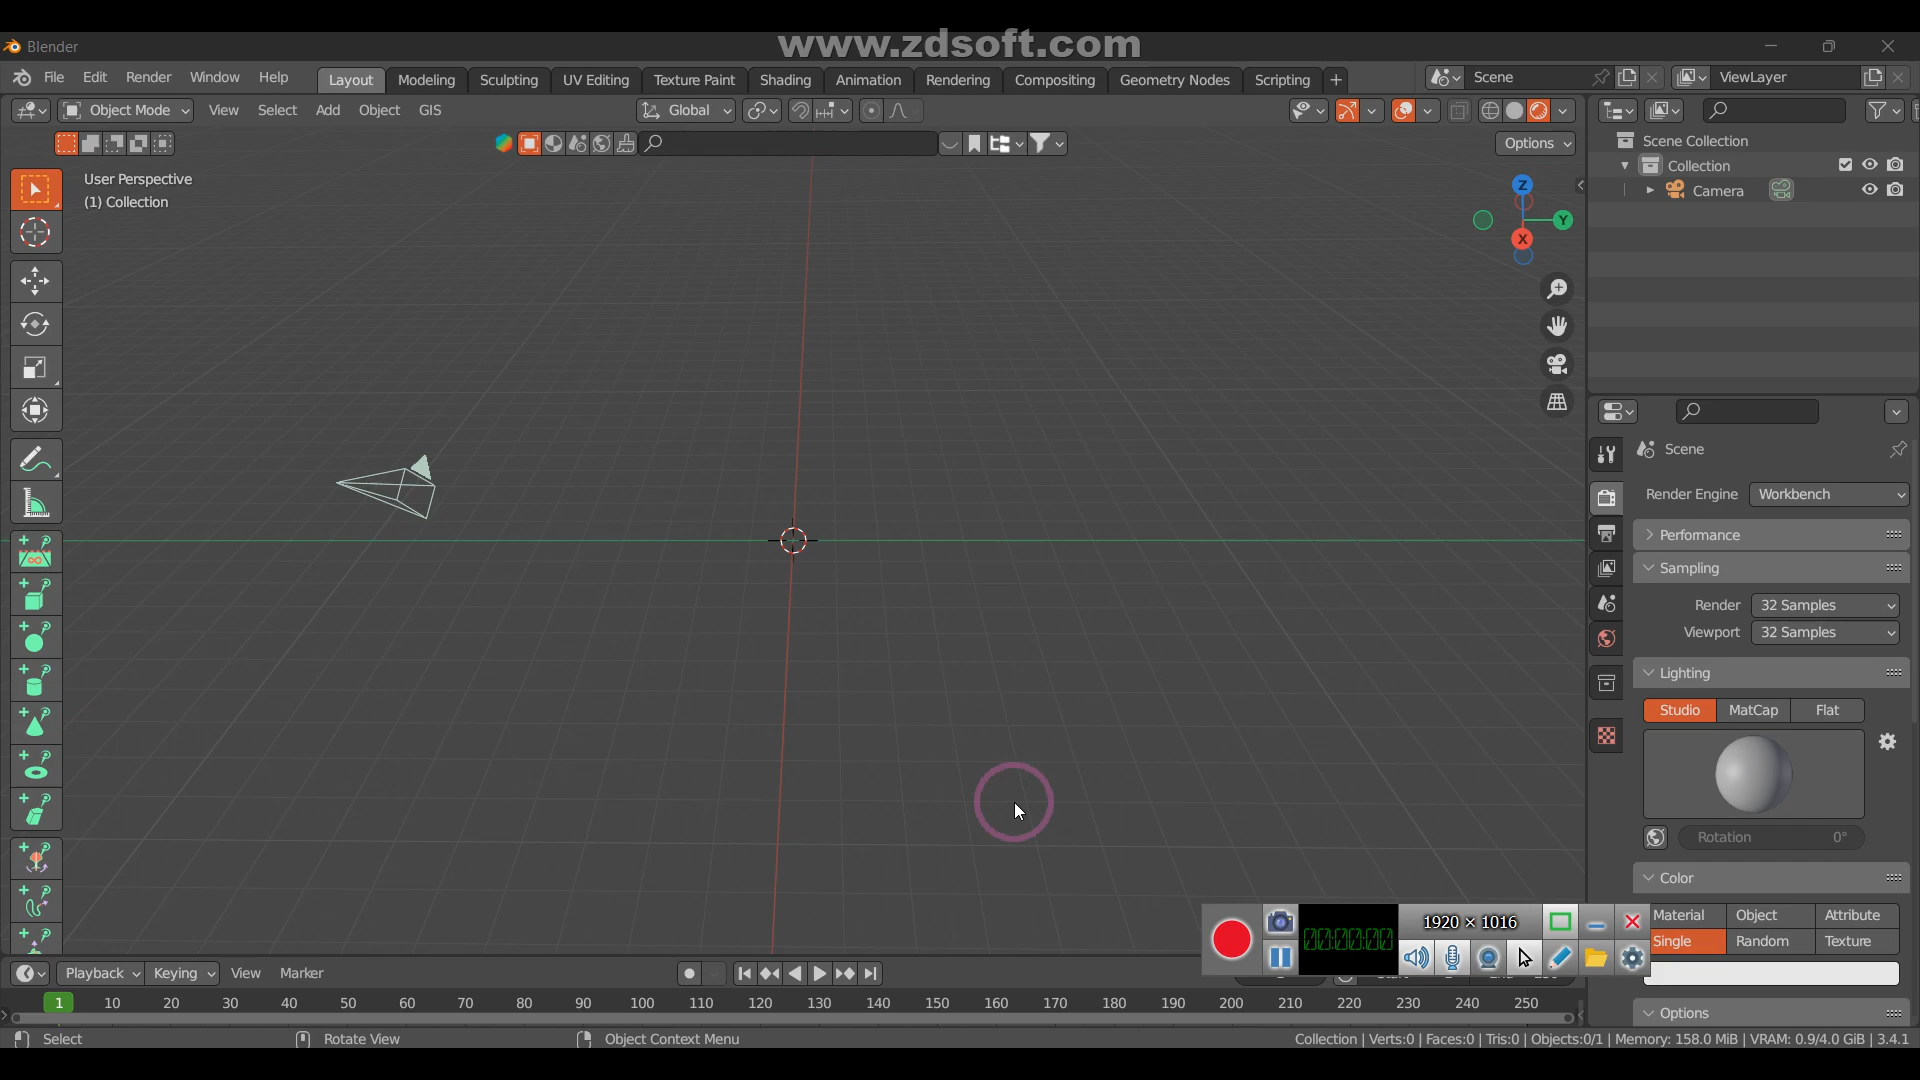 www.zdsoft.com
Blender
File Edit Render Window Help Layout Modeling Sculpting UV Editing Texture Paint Shading Animation Rendering Compositing Geometry Nodes Scripting + Scene ViewLayer
Object Mode View Select Add Object GIS Global
Options
User Perspective
(1) Collection
Z
Y
X
Scene Collection
Collection
Camera
Scene
Render Engine Workbench
Performance
Sampling
Render 32 Samples
Viewport 32 Samples
Lighting
Studio MatCap Flat
Rotation 0°
Color
Material Object Attribute
Single Random Texture
Options
1920 × 1016
00:00:00
Playback Keying View Marker
1 10 20 30 40 50 60 70 80 90 100 110 120 130 140 150 160 170 180 190 200 210 220 230 240 250
Select Rotate View Object Context Menu Collection | Verts:0 | Faces:0 | Tris:0 | Objects:0/1 | Memory: 158.0 MiB | VRAM: 0.9/4.0 GiB | 3.4.1